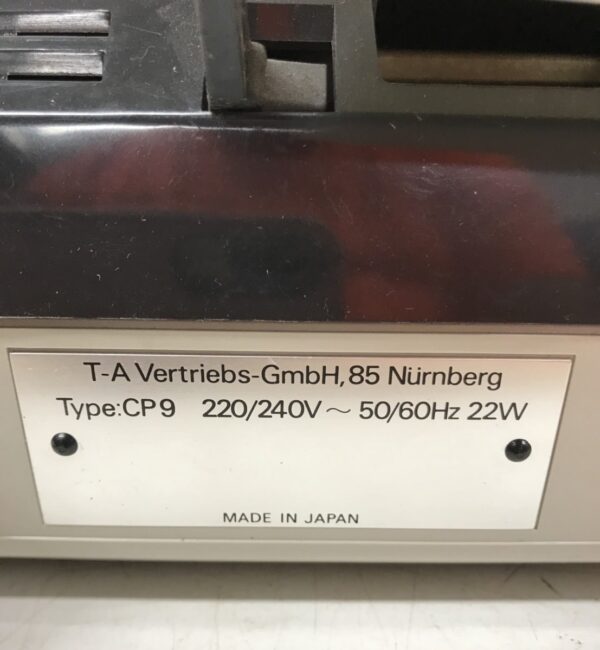 T-A Vertriebs-GmbH,85 Nürnberg
Type:CP9 220/240V ~ 50/60Hz 22W
MADE IN JAPAN